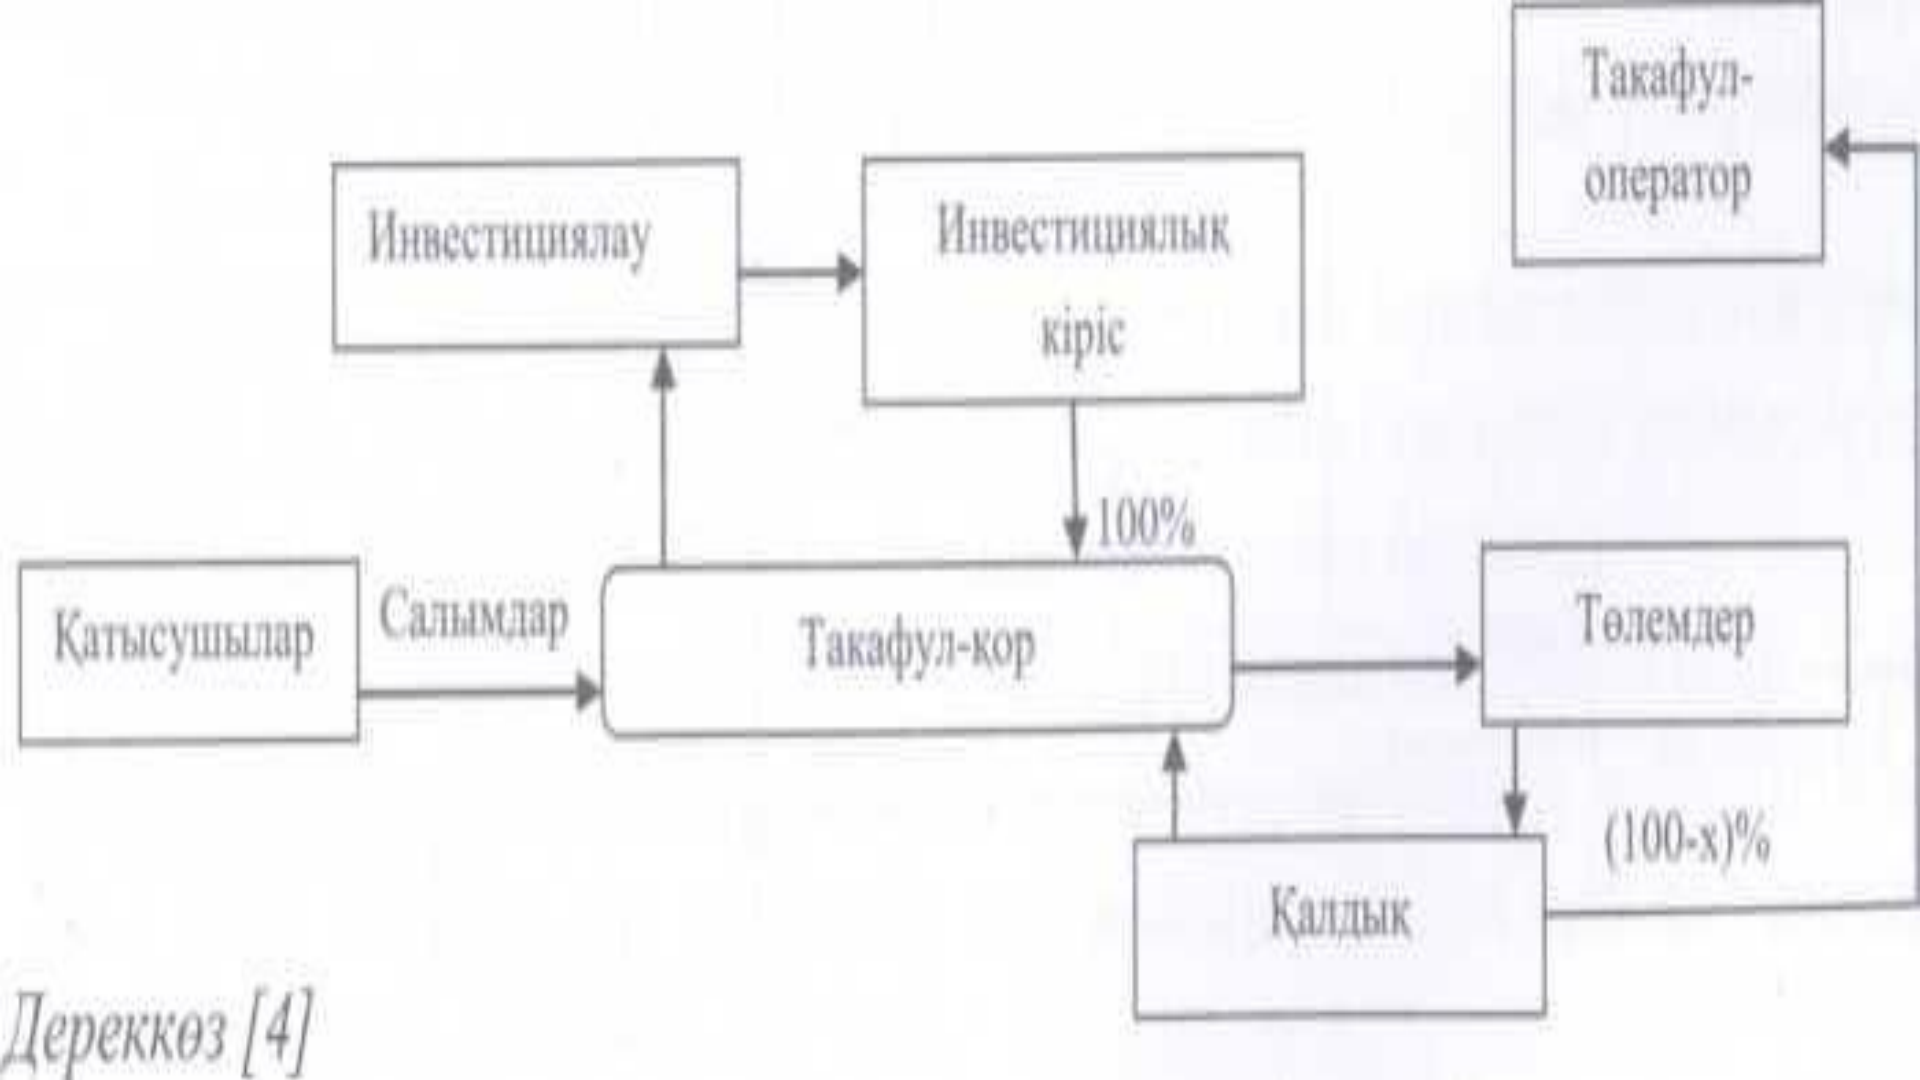 Такафул-
оператор
Инвестициялау
Инвестициялық
кіріс
100%
Қатысушылар
Салымдар
Такафул-қор
Төлемдер
(100-х)%
Қалдық
Дереккөз [4]